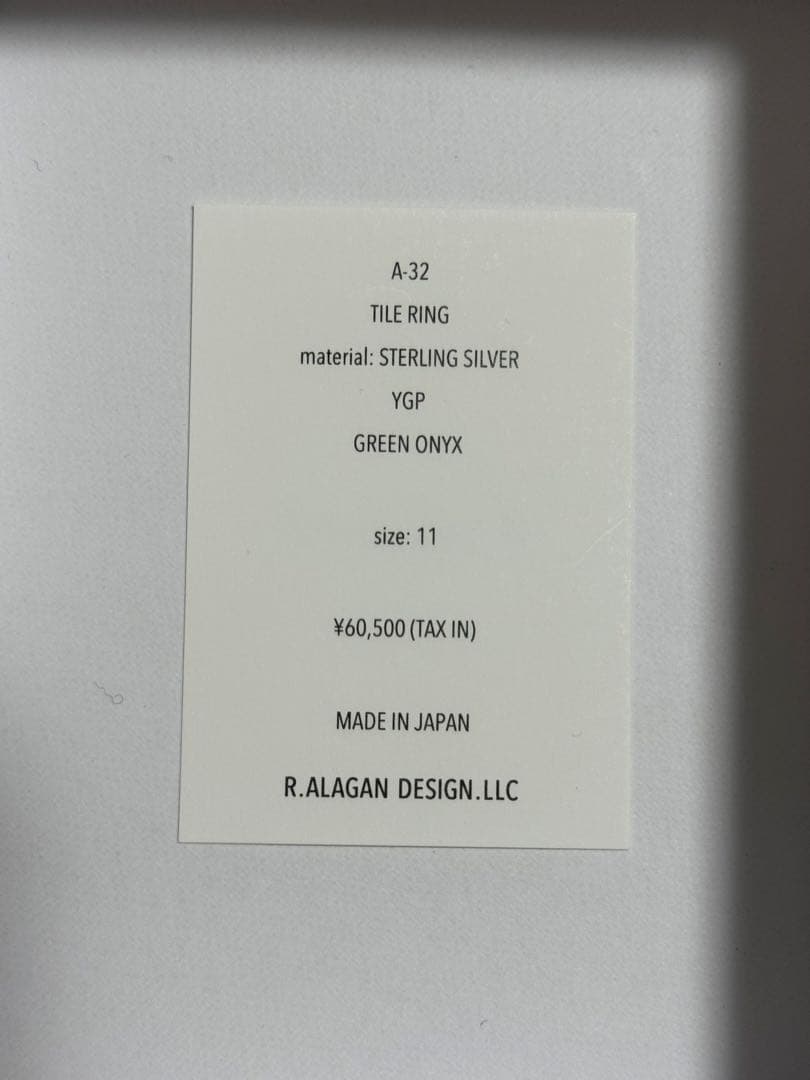 A-32
TILE RING
material: STERLING SILVER
YGP
GREEN ONYX
size: 11
¥60,500 (TAX IN)
MADE IN JAPAN
R.ALAGAN DESIGN.LLC